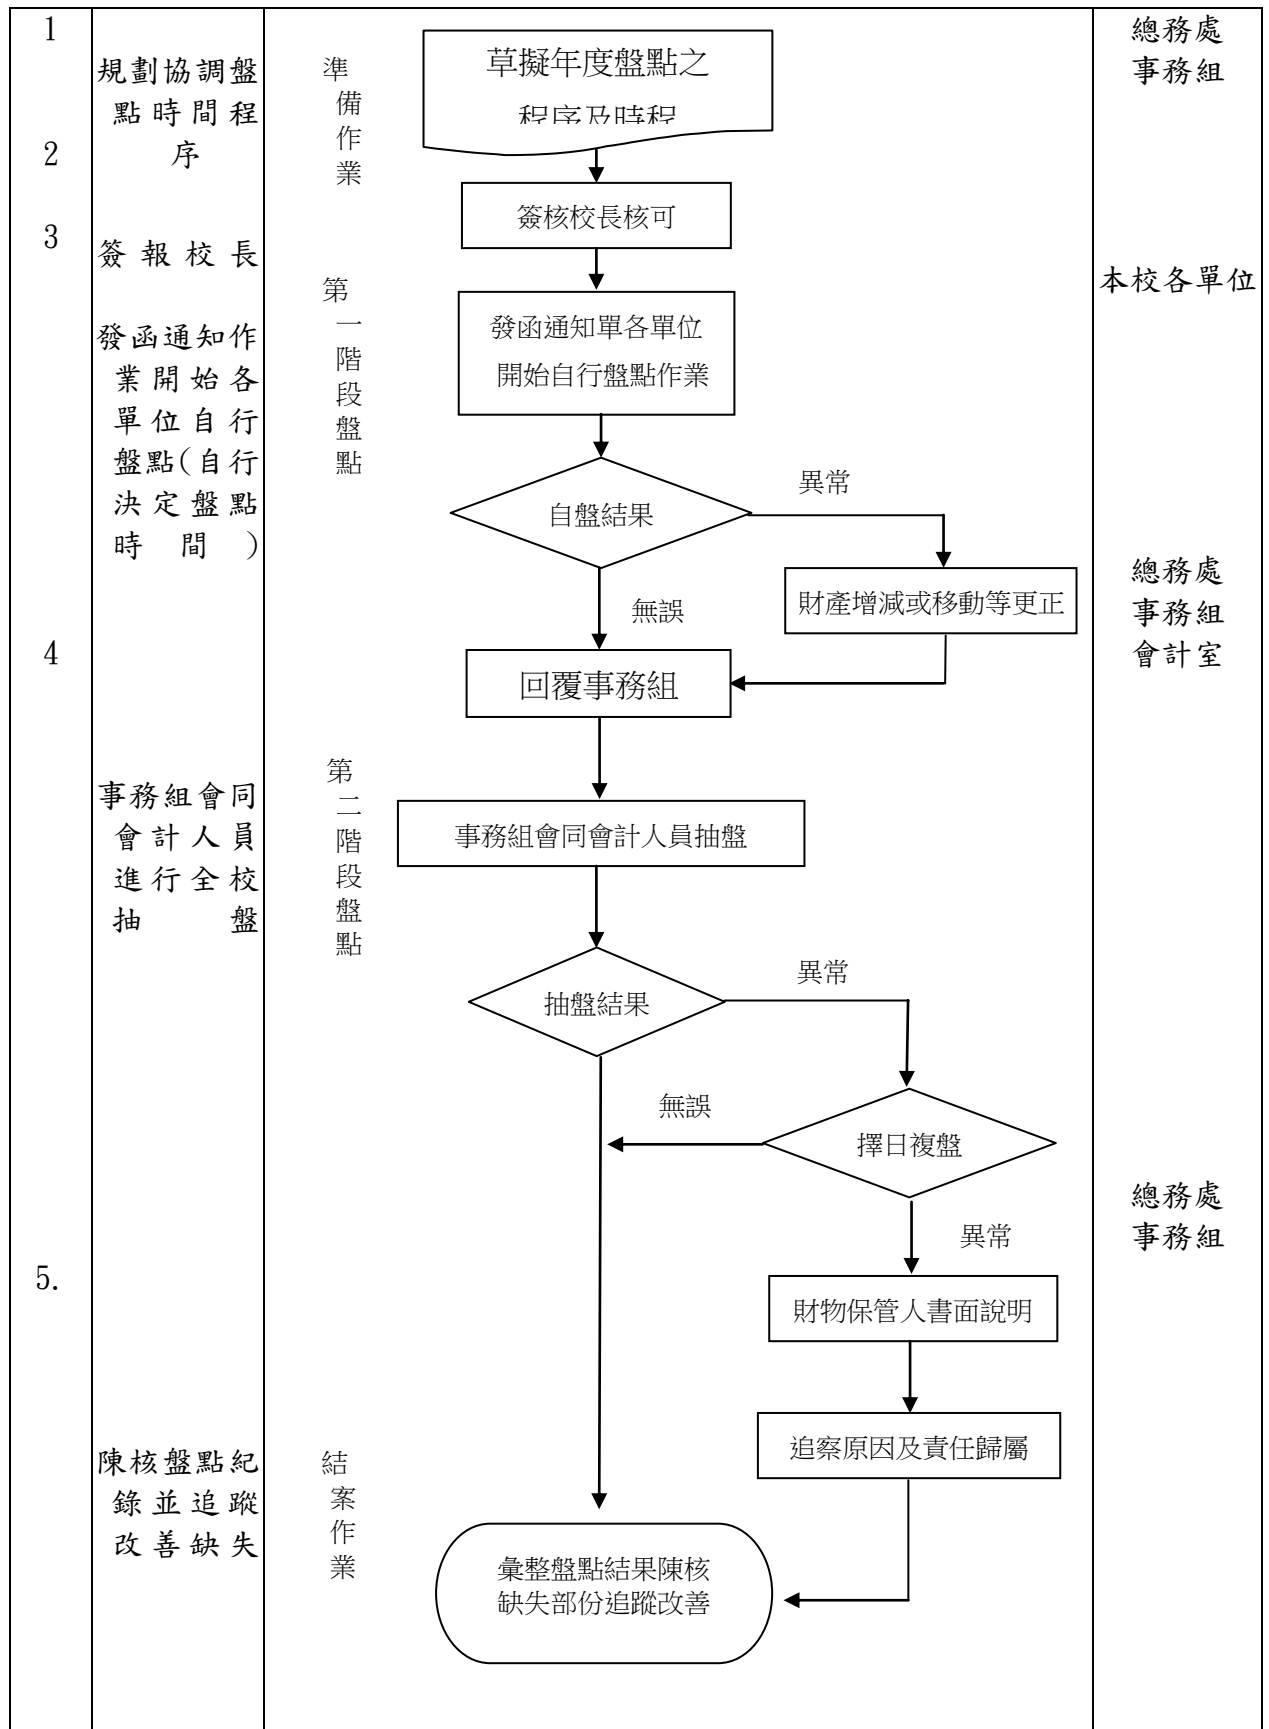 1
2
3
4
5.
規劃協調盤
點時間程
序
簽報校長
發函通知作
業開始各
單位自行
盤點(自行
決定盤點
時間)
事務組會同
會計人員
進行全校
抽盤
陳核盤點紀
錄並追蹤
改善缺失
準備作業
第一階段盤點
第二階段盤點
結案作業
草擬年度盤點之
程序及時程
簽核校長核可
發函通知單各單位
開始自行盤點作業
自盤結果
異常
財產增減或移動等更正
無誤
回覆事務組
事務組會同會計人員抽盤
抽盤結果
異常
無誤
擇日複盤
異常
財物保管人書面說明
追察原因及責任歸屬
彙整盤點結果陳核
缺失部份追蹤改善
總務處
事務組
本校各單位
總務處
事務組
會計室
總務處
事務組